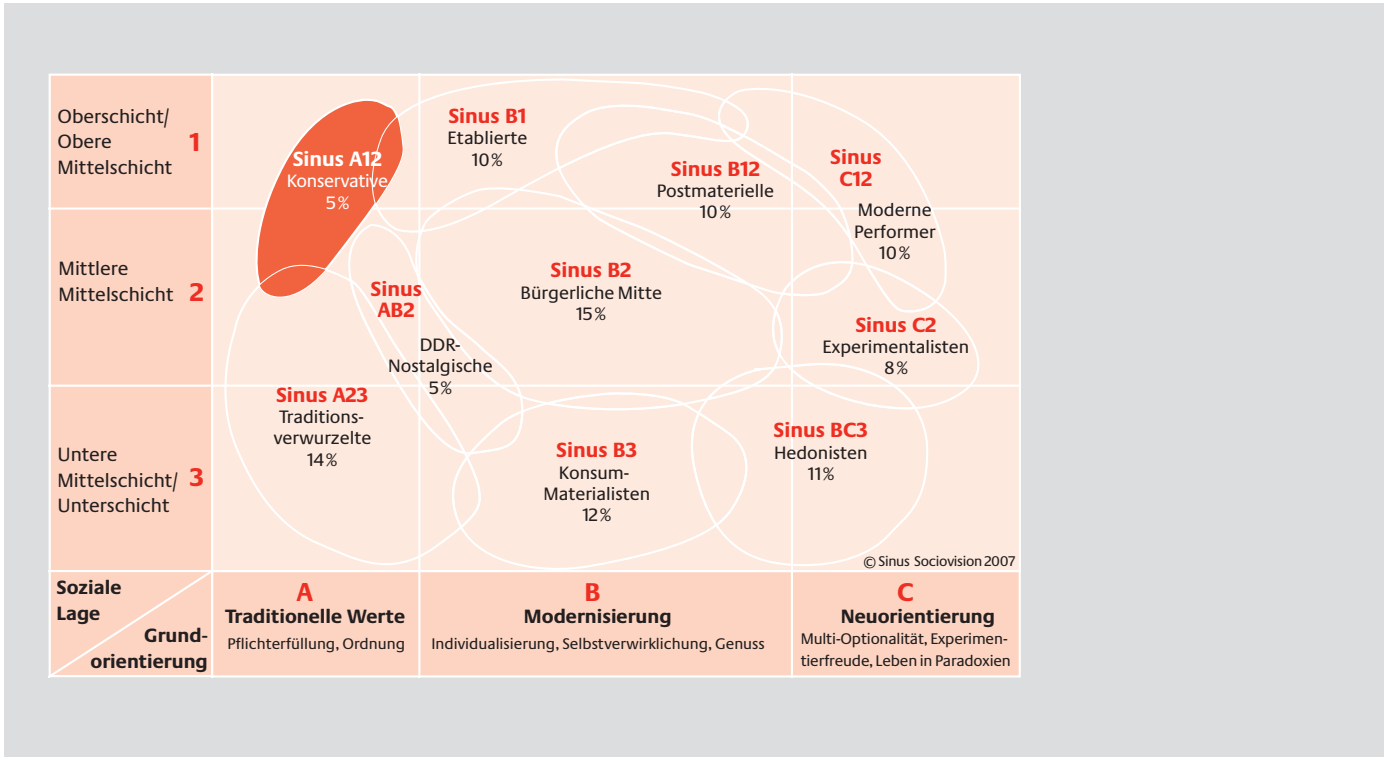 Oberschicht/
Obere
Mittelschicht
1
Sinus A12
Konservative
5%
Sinus B1
Etablierte
10%
Sinus B12
Postmaterielle
10%
Sinus
C12
Moderne
Performer
10%
Mittlere
Mittelschicht
2
Sinus
AB2
DDR-
Nostalgische
5%
Sinus B2
Bürgerliche Mitte
15%
Sinus C2
Experimentalisten
8%
Untere
Mittelschicht/
Unterschicht
3
Sinus A23
Traditions-
verwurzelte
14%
Sinus B3
Konsum-
Materialisten
12%
Sinus BC3
Hedonisten
11%
© Sinus Sociovision 2007
Soziale
Lage
Grund-
orientierung
A
Traditionelle Werte
Pflichterfüllung, Ordnung
B
Modernisierung
Individualisierung, Selbstverwirklichung, Genuss
C
Neuorientierung
Multi-Optionalität, Experimen-
tierfreude, Leben in Paradoxien